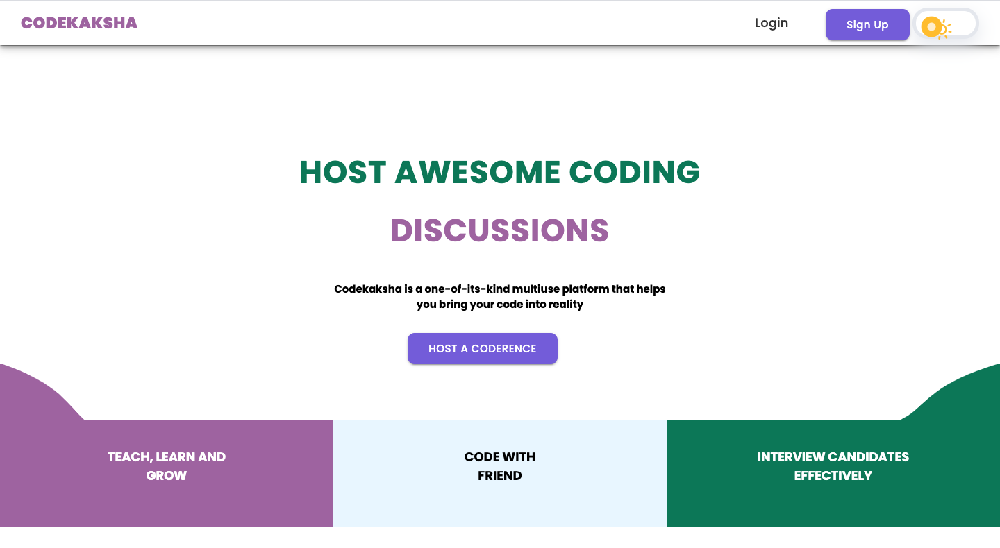 CODEKAKSHA
Login
Sign Up
HOST AWESOME CODING
DISCUSSIONS
Codekaksha is a one-of-its-kind multiuse platform that helps
you bring your code into reality
HOST A CODERENCE
TEACH, LEARN AND
GROW
CODE WITH
FRIEND
INTERVIEW CANDIDATES
EFFECTIVELY